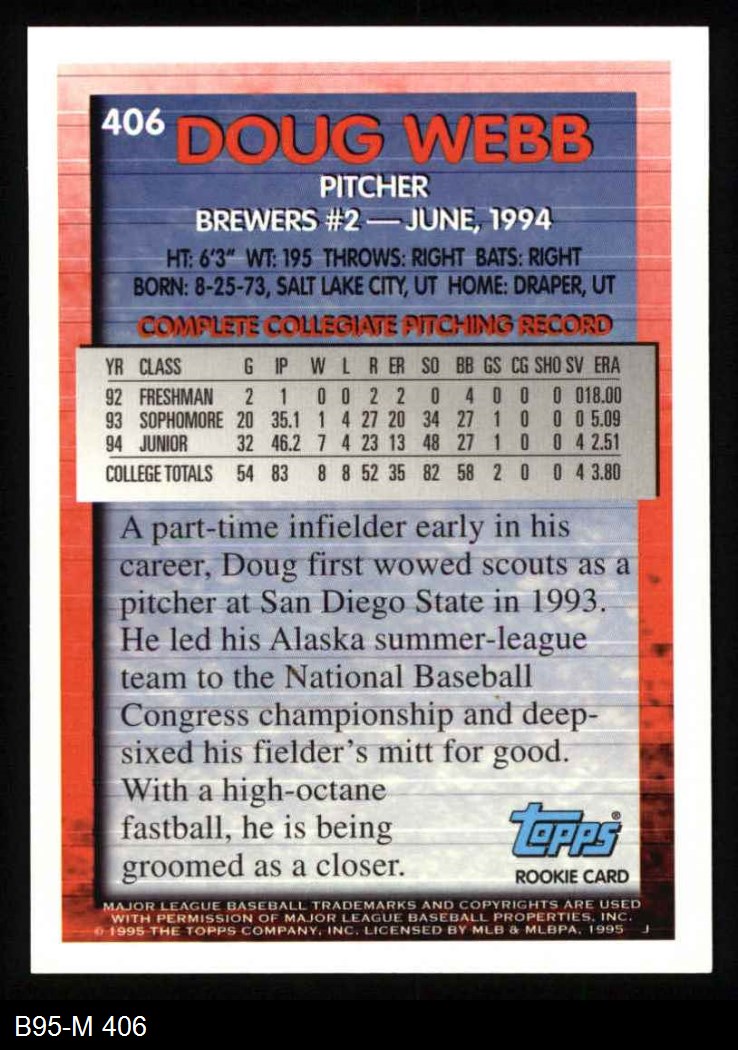 406
DOUG WEBB
PITCHER
BREWERS #2 — JUNE, 1994
HT: 6'3" WT: 195 THROWS: RIGHT BATS: RIGHT
BORN: 8-25-73, SALT LAKE CITY, UT HOME: DRAPER, UT
COMPLETE COLLEGIATE PITCHING RECORD
YR CLASS G IP W L R ER SO BB GS CG SHO SV ERA
92 FRESHMAN 2 1 0 0 2 2 0 4 0 0 0 018.00
93 SOPHOMORE 20 35.1 1 4 27 20 34 27 1 0 0 0 5.09
94 JUNIOR 32 46.2 7 4 23 13 48 27 1 0 0 4 2.51
COLLEGE TOTALS 54 83 8 8 52 35 82 58 2 0 0 4 3.80
A part-time infielder early in his
career, Doug first wowed scouts as a
pitcher at San Diego State in 1993.
He led his Alaska summer-league
team to the National Baseball
Congress championship and deep-
sixed his fielder's mitt for good.
With a high-octane
fastball, he is being
groomed as a closer.
Topps®
ROOKIE CARD
MAJOR LEAGUE BASEBALL TRADEMARKS AND COPYRIGHTS ARE USED
WITH PERMISSION OF MAJOR LEAGUE BASEBALL PROPERTIES, INC.
© 1995 THE TOPPS COMPANY, INC. LICENSED BY MLB & MLBPA, 1995 J
B95-M 406